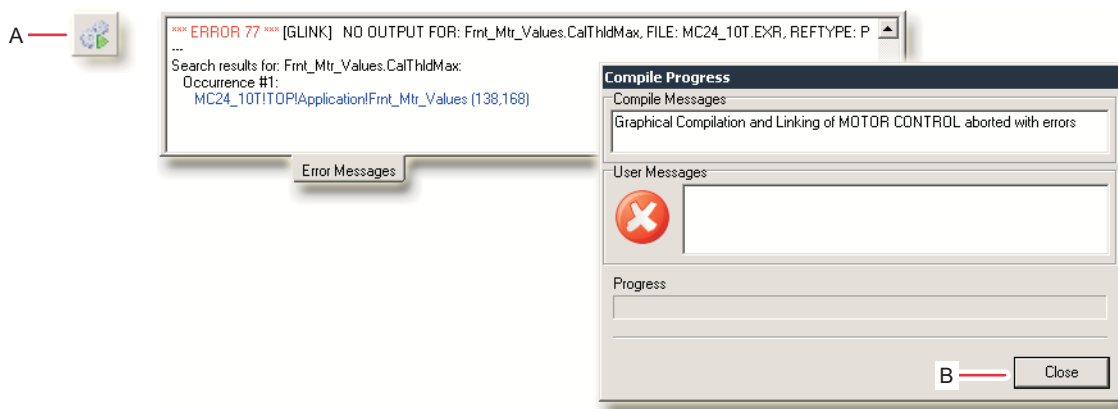 A
*** ERROR 77 *** [GLINK] NO OUTPUT FOR: Frnt_Mtr_Values.CalThldMax, FILE: MC24_10T.EXR, REFTYPE: P
---
Search results for: Frnt_Mtr_Values.CalThldMax:
Occurrence #1:
MC24_10T!TOP!Application!Frnt_Mtr_Values (138,168)
Error Messages
Compile Progress
Compile Messages
Graphical Compilation and Linking of MOTOR CONTROL aborted with errors
User Messages
Progress
B
Close